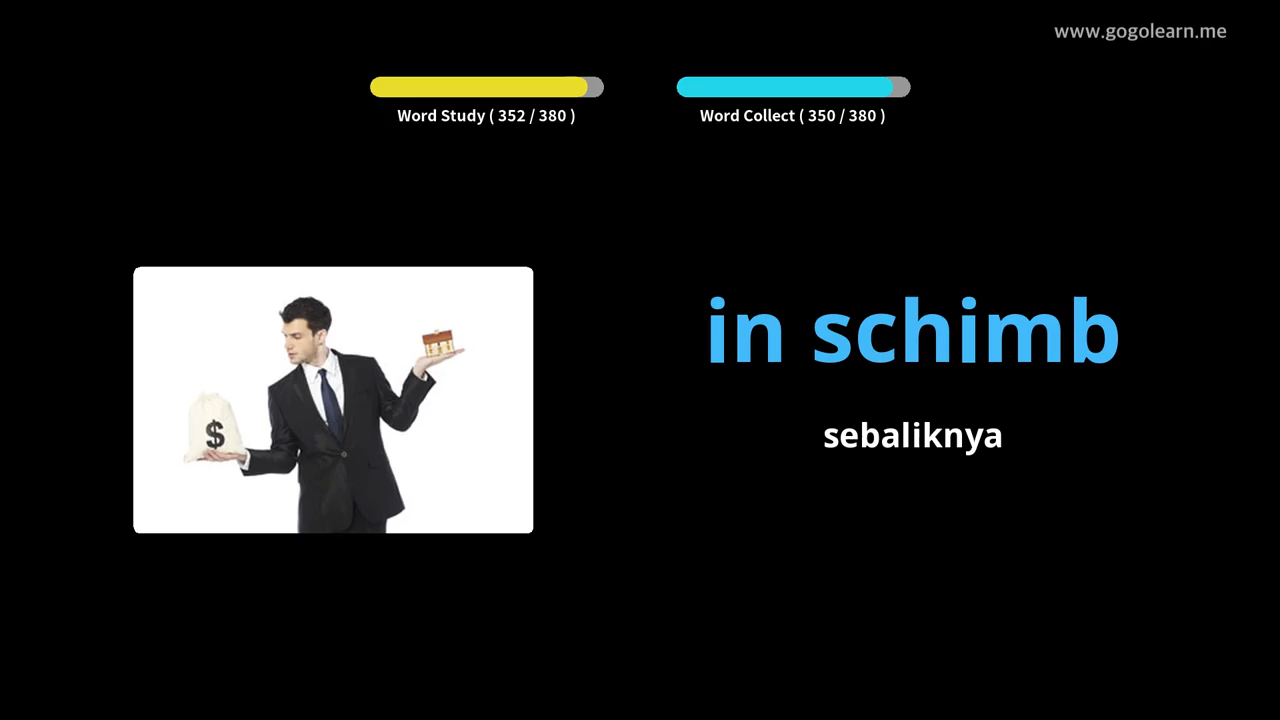 www.gogolearn.me
Word Study ( 352 / 380 )
Word Collect ( 350 / 380 )
in schimb
$
sebaliknya